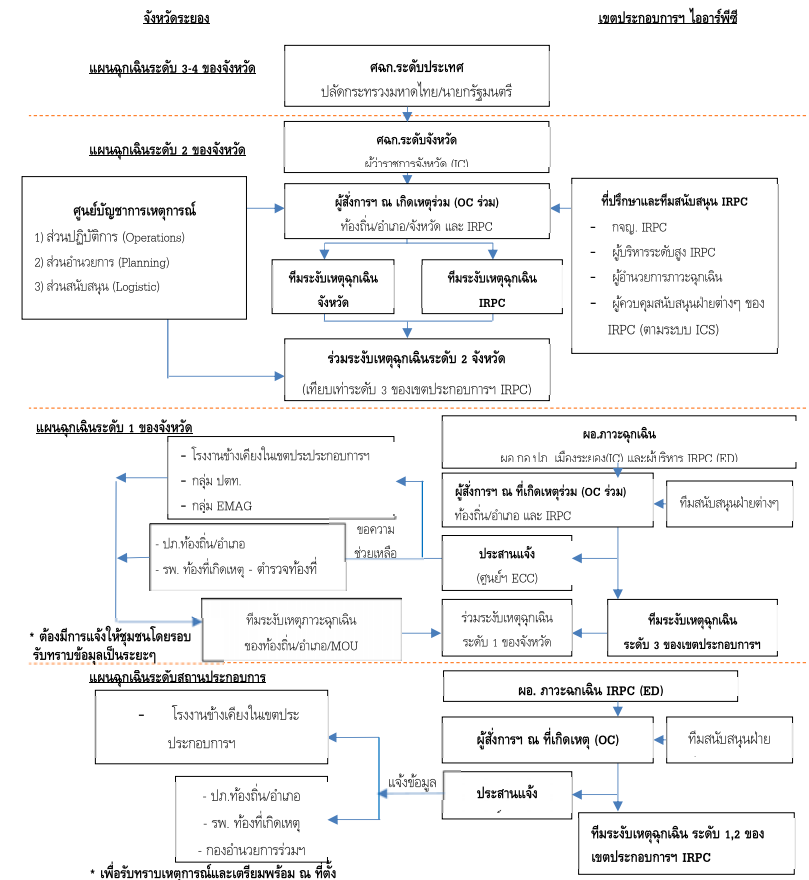 จังหวัดระยอง
เขตประกอบการฯ ไออาร์พีซี
แผนฉุกเฉินระดับ 3-4 ของจังหวัด
ศฉก.ระดับประเทศ
ปลัดกระทรวงมหาดไทย/นายกรัฐมนตรี
แผนฉุกเฉินระดับ 2 ของจังหวัด
ศฉก.ระดับจังหวัด
ผู้ว่าราชการจังหวัด (IC)
ศูนย์บัญชาการเหตุการณ์
1) ส่วนปฏิบัติการ (Operations)
2) ส่วนอำนวยการ (Planning)
3) ส่วนสนับสนุน (Logistic)
ผู้สั่งการฯ ณ เกิดเหตุร่วม (OC ร่วม)
ท้องถิ่น/อำเภอ/จังหวัด และ IRPC
ที่ปรึกษาและทีมสนับสนุน IRPC
- กจญ. IRPC
- ผู้บริหารระดับสูง IRPC
- ผู้อำนวยการภาวะฉุกเฉิน
- ผู้ควบคุมสนับสนุนฝ่ายต่างๆ ของ
IRPC (ตามระบบ ICS)
ทีมระงับเหตุฉุกเฉิน
จังหวัด
ทีมระงับเหตุฉุกเฉิน
IRPC
ร่วมระงับเหตุฉุกเฉินระดับ 2 จังหวัด
(เทียบเท่าระดับ 3 ของเขตประกอบการฯ IRPC)
แผนฉุกเฉินระดับ 1 ของจังหวัด
ผอ.ภาวะฉุกเฉิน
ผอ.กอ.ปภ. เมืองระยอง(IC) และผู้บริหาร IRPC (ED)
- โรงงานข้างเคียงในเขตประประกอบการฯ
- กลุ่ม ปตท.
- กลุ่ม EMAG
ผู้สั่งการฯ ณ ที่เกิดเหตุร่วม (OC ร่วม)
ท้องถิ่น/อำเภอ และ IRPC
ทีมสนับสนุนฝ่ายต่างๆ
ขอความ
ช่วยเหลือ
- ปภ.ท้องถิ่น/อำเภอ
- รพ. ท้องที่เกิดเหตุ - ตำรวจท้องที่
ประสานแจ้ง
(ศูนย์ฯ ECC)
ทีมระงับเหตุภาวะฉุกเฉิน
ของท้องถิ่น/อำเภอ/MOU
ร่วมระงับเหตุฉุกเฉิน
ระดับ 1 ของจังหวัด
ทีมระงับเหตุฉุกเฉิน
ระดับ 3 ของเขตประกอบการฯ
* ต้องมีการแจ้งให้ชุมชนโดยรอบ
รับทราบข้อมูลเป็นระยะๆ
แผนฉุกเฉินระดับสถานประกอบการ
ผอ. ภาวะฉุกเฉิน IRPC (ED)
- โรงงานข้างเคียงในเขตประ
ประกอบการฯ
ผู้สั่งการฯ ณ ที่เกิดเหตุ (OC)
ทีมสนับสนุนฝ่าย
แจ้งข้อมูล
ประสานแจ้ง
- ปภ.ท้องถิ่น/อำเภอ
- รพ. ท้องที่เกิดเหตุ
- กองอำนวยการร่วมฯ
ทีมระงับเหตุฉุกเฉิน ระดับ 1,2 ของ
เขตประกอบการฯ IRPC
* เพื่อรับทราบเหตุการณ์และเตรียมพร้อม ณ ที่ตั้ง